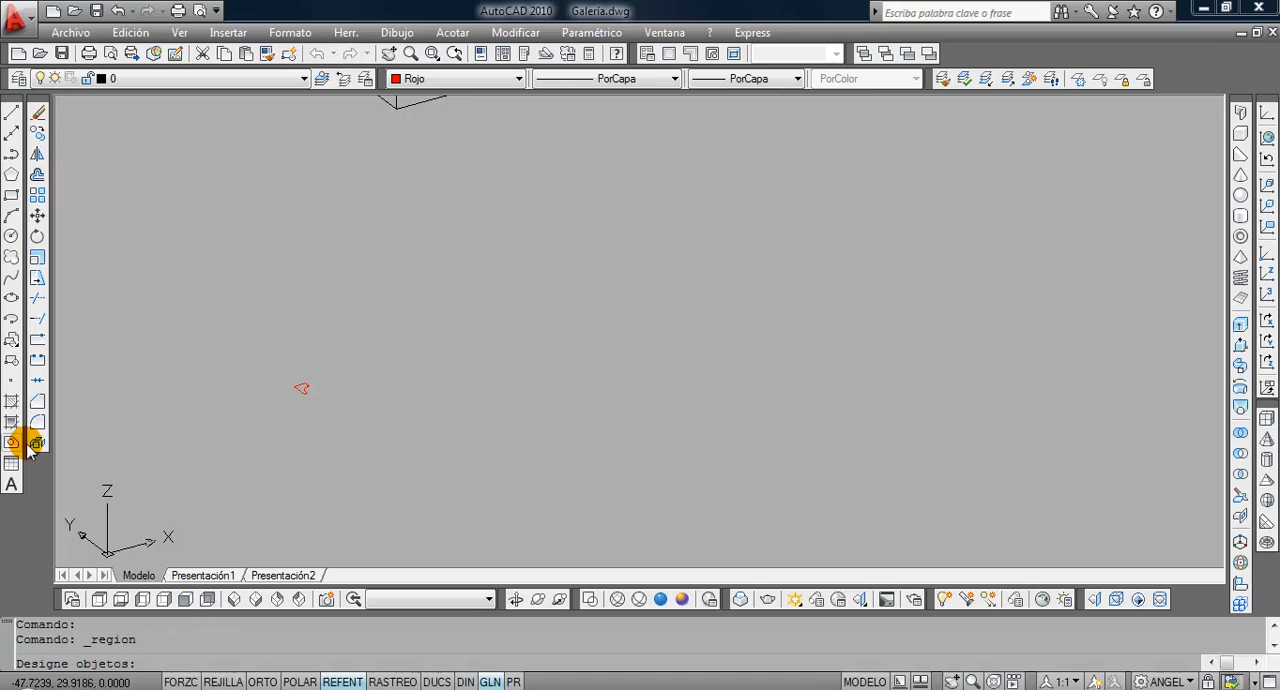 AutoCAD 2010 Galería.dwg
Escriba palabra clave o frase
Archivo Edición Ver Insertar Formato Herr. Dibujo Acotar Modificar Paramétrico Ventana ? Express
0 Rojo PorCapa PorCapa PorColor
A
Z
Y X
Modelo Presentación1 Presentación2
Comando:
Comando: _region
Designe objetos:
-47.7239, 29.9186, 0.0000 FORZC REJILLA ORTO POLAR REFENT RASTREO DUCS DIN GLN PR MODELO 1:1 ANGEL